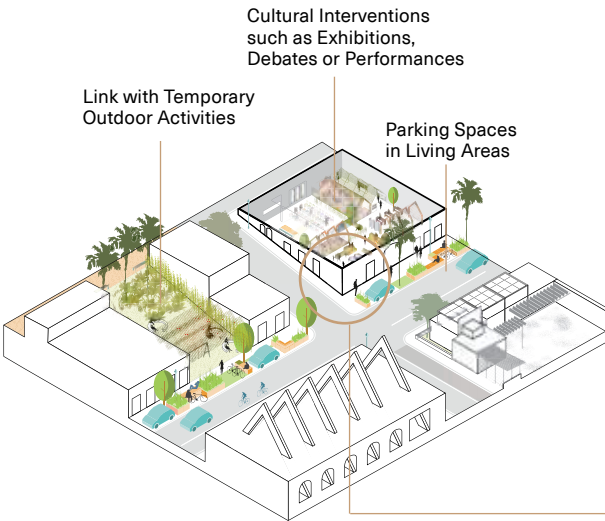 Cultural Interventions
such as Exhibitions,
Debates or Performances
Link with Temporary
Outdoor Activities
Parking Spaces
in Living Areas